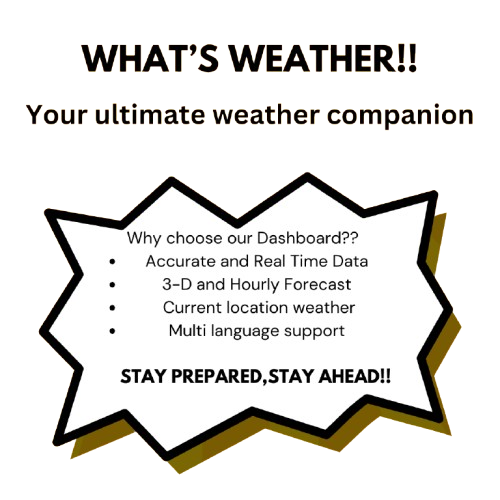 WHAT’S WEATHER!!
Your ultimate weather companion
Why choose our Dashboard??
• Accurate and Real Time Data
• 3-D and Hourly Forecast
• Current location weather
• Multi language support
STAY PREPARED,STAY AHEAD!!